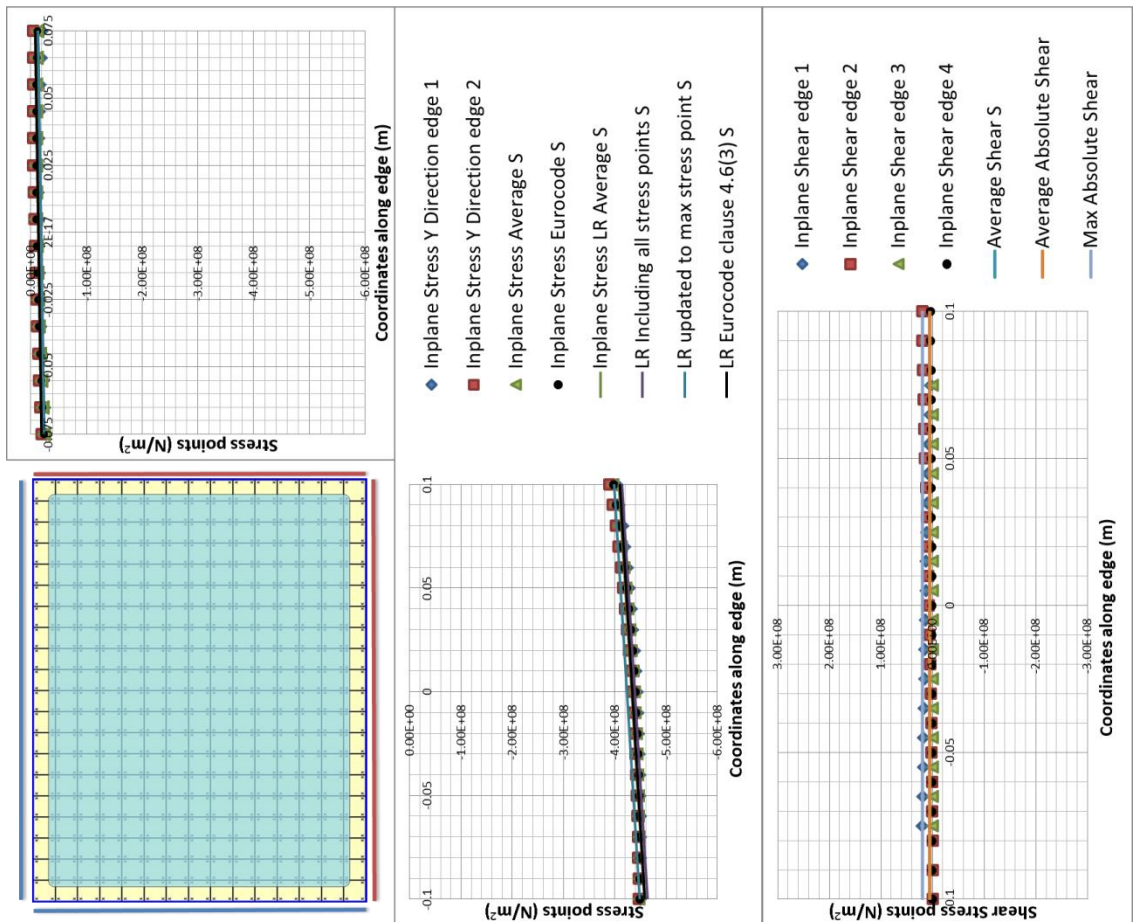 Stress points (N/m²)
0.00E+00
-1.00E+08
-2.00E+08
-3.00E+08
-4.00E+08
-5.00E+08
-6.00E+08
-0.075
-0.05
-0.025
2E-17
0.025
0.05
0.075
Coordinates along edge (m)
Stress points (N/m²)
0.00E+00
-1.00E+08
-2.00E+08
-3.00E+08
-4.00E+08
-5.00E+08
-6.00E+08
-0.1
-0.05
0
0.05
0.1
Coordinates along edge (m)
Inplane Stress Y Direction edge 1
Inplane Stress Y Direction edge 2
Inplane Stress Average S
Inplane Stress Eurocode S
Inplane Stress LR Average S
LR Including all stress points S
LR updated to max stress point S
LR Eurocode clause 4.6(3) S
Shear Stress points (N/m²)
3.00E+08
2.00E+08
1.00E+08
0.00E+00
-1.00E+08
-2.00E+08
-3.00E+08
-0.1
-0.05
0
0.05
0.1
Coordinates along edge (m)
Inplane Shear edge 1
Inplane Shear edge 2
Inplane Shear edge 3
Inplane Shear edge 4
Average Shear S
Average Absolute Shear
Max Absolute Shear